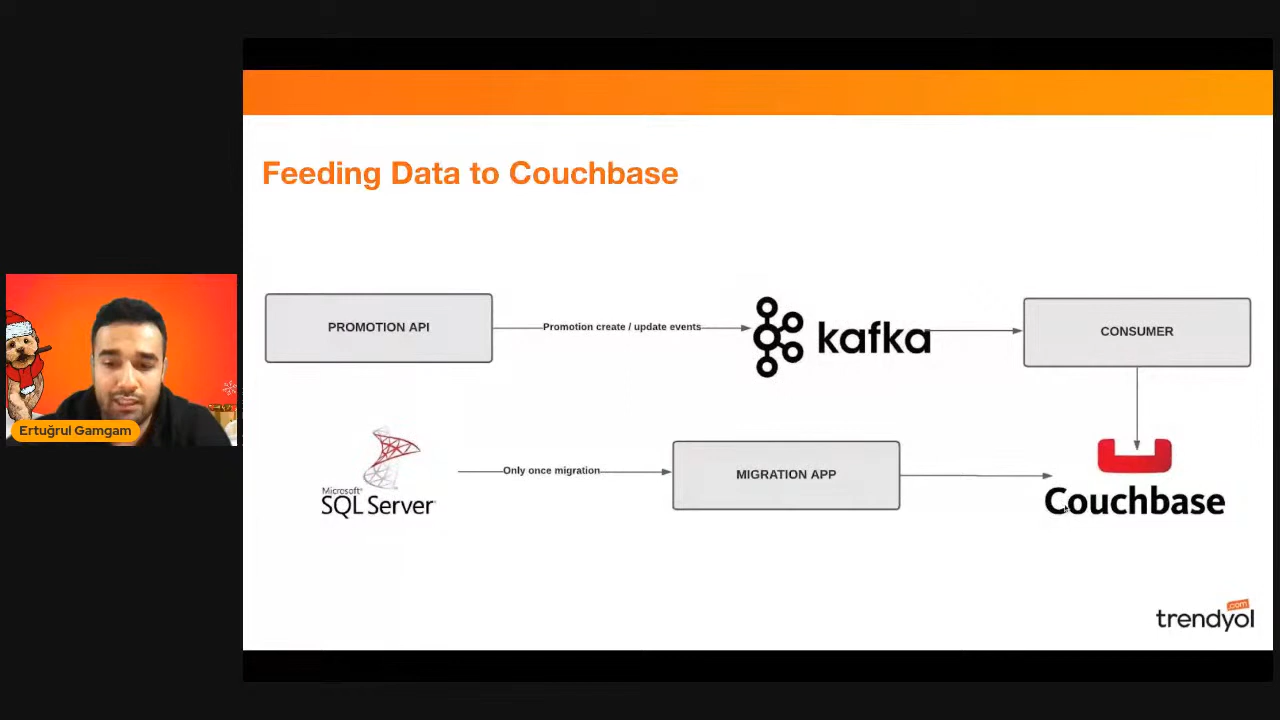 Feeding Data to Couchbase
PROMOTION API
Promotion create / update events
kafka
CONSUMER
Ertuğrul Gamgam
Microsoft®
SQL Server
Only once migration
MIGRATION APP
Couchbase
.com
trendyol